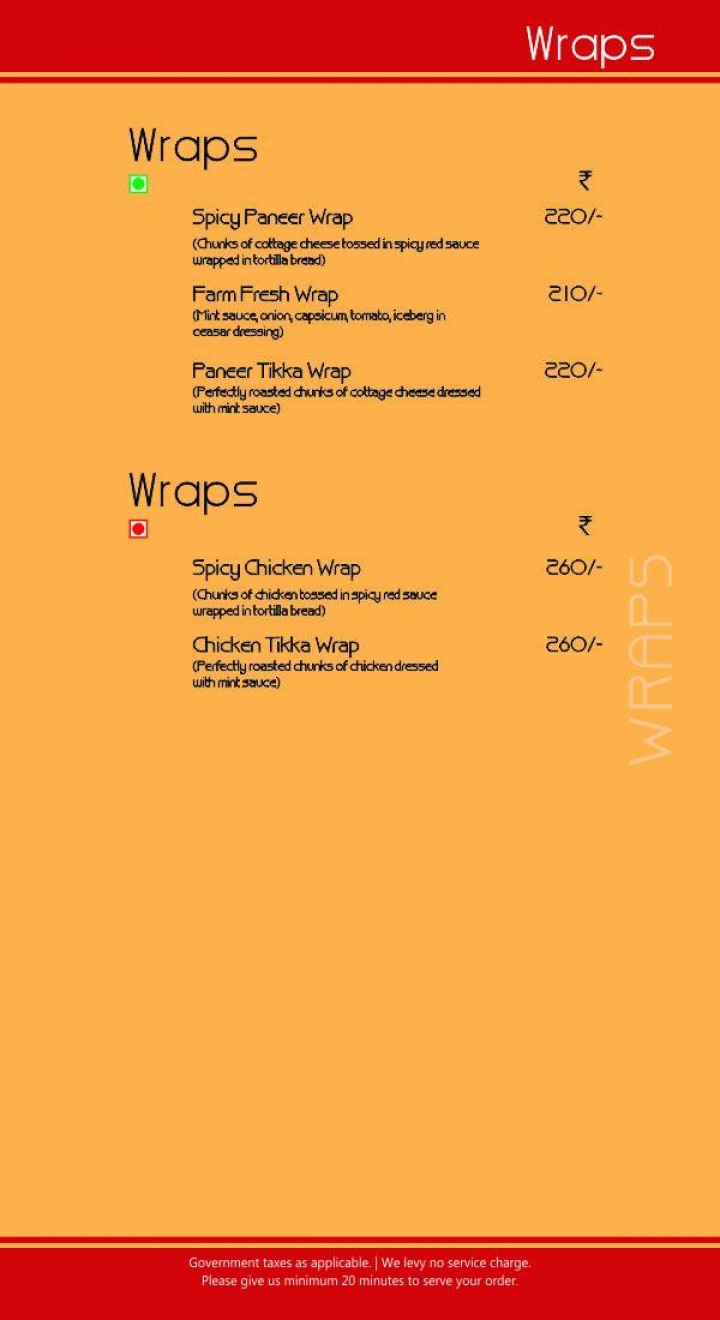 Wraps
Wraps
₹
Spicy Paneer Wrap 220/-
(Chunks of cottage cheese tossed in spicy red sauce
wrapped in tortilla bread)
Farm Fresh Wrap 210/-
(Mint sauce, onion, capsicum, tomato, iceberg in
ceasar dressing)
Paneer Tikka Wrap 220/-
(Perfectly roasted chunks of cottage cheese dressed
with mint sauce)
Wraps
₹
Spicy Chicken Wrap 260/-
(Chunks of chicken tossed in spicy red sauce
wrapped in tortilla bread)
Chicken Tikka Wrap 260/-
(Perfectly roasted chunks of chicken dressed
with mint sauce)
WRAPS
Government taxes as applicable. | We levy no service charge.
Please give us minimum 20 minutes to serve your order.